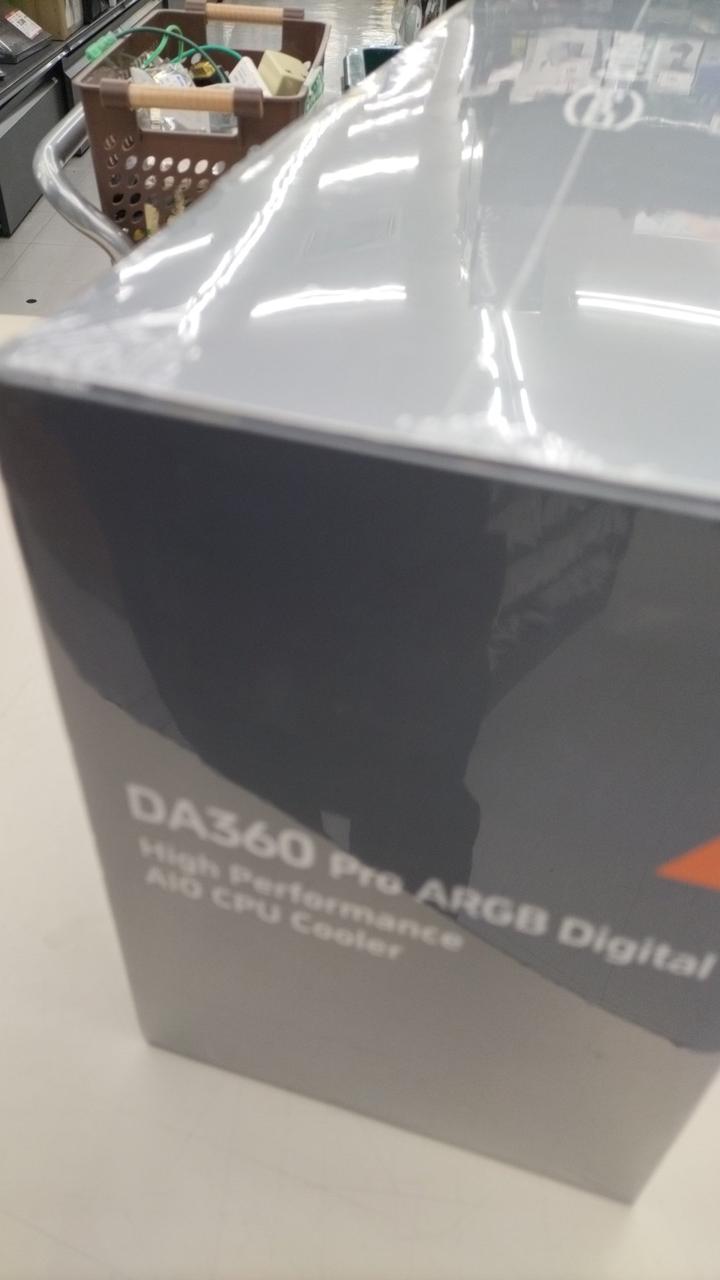 DA360 Pro ARGB Digital
High Performance
AIO CPU Cooler